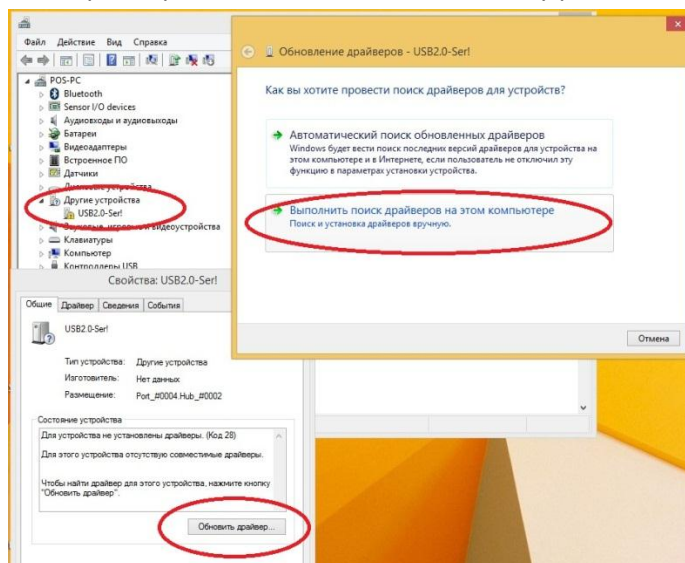 Файл Действие Вид Справка
POS-PC
Bluetooth
Sensor I/O devices
Аудиовходы и аудиовыходы
Батареи
Видеоадаптеры
Встроенное ПО
Датчики
Дисковые устройства
Другие устройства
USB2.0-Ser!
Звуковые, игровые и видеоустройства
Клавиатуры
Компьютер
Контроллеры USB
Обновление драйверов - USB2.0-Ser!
Как вы хотите провести поиск драйверов для устройств?
Автоматический поиск обновленных драйверов
Windows будет вести поиск последних версий драйверов для устройства на
этом компьютере и в Интернете, если пользователь не отключил эту
функцию в параметрах установки устройства.
Выполнить поиск драйверов на этом компьютере
Поиск и установка драйверов вручную.
Отмена
Свойства: USB2.0-Ser!
Общие Драйвер Сведения События
USB2.0-Ser!
Тип устройства: Другие устройства
Изготовитель: Нет данных
Размещение: Port_#0004.Hub_#0002
Состояние устройства
Для устройства не установлены драйверы. (Код 28)
Для этого устройства отсутствую совместимые драйверы.
Чтобы найти драйвер для этого устройства, нажмите кнопку
"Обновить драйвер".
Обновить драйвер...